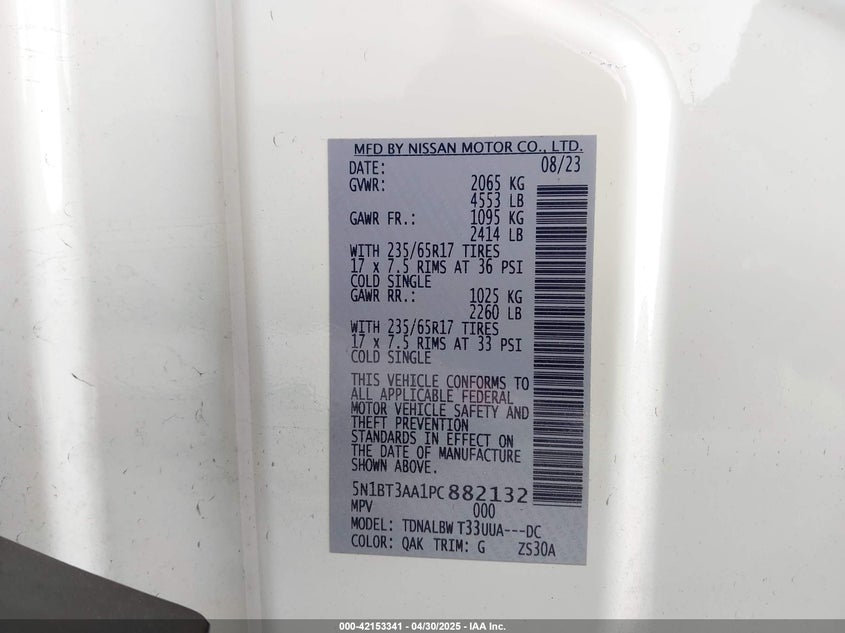 MFD BY NISSAN MOTOR CO., LTD.
DATE: 08/23
GVWR: 2065 KG
4553 LB
GAWR FR.: 1095 KG
2414 LB
WITH 235/65R17 TIRES
17 x 7.5 RIMS AT 36 PSI
COLD SINGLE
GAWR RR.: 1025 KG
2260 LB
WITH 235/65R17 TIRES
17 x 7.5 RIMS AT 33 PSI
COLD SINGLE
THIS VEHICLE CONFORMS TO
ALL APPLICABLE FEDERAL
MOTOR VEHICLE SAFETY AND
THEFT PREVENTION
STANDARDS IN EFFECT ON
THE DATE OF MANUFACTURE
SHOWN ABOVE.
5N1BT3AA1PC882132
MPV 000
MODEL: TDNALBW T33UUA---DC
COLOR: QAK TRIM: G ZS30A
000-42153341 - 04/30/2025 - IAA Inc.